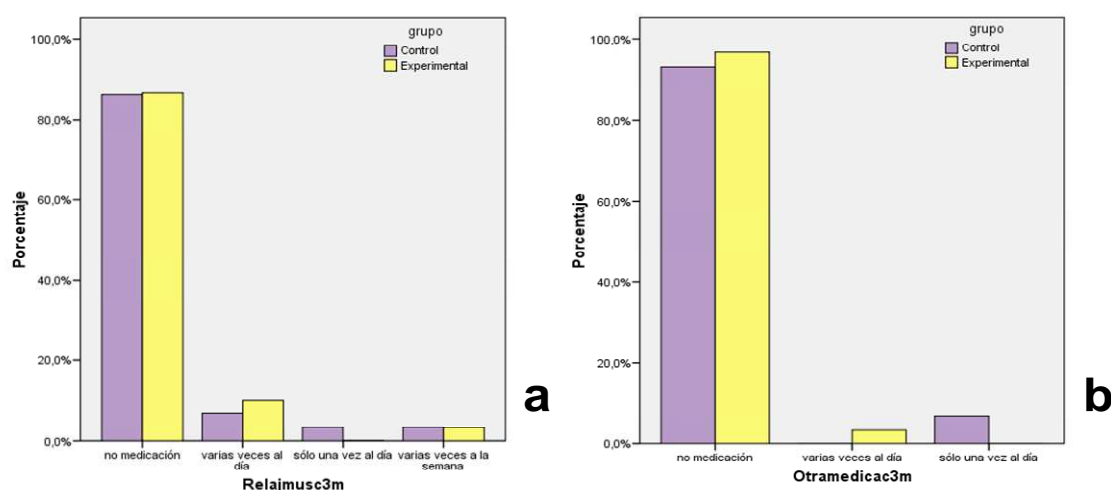 grupo
Control
Experimental
100,0%
80,0%
60,0%
40,0%
20,0%
0,0%
Porcentaje
no medicación
varias veces al
día
sólo una vez al día
varias veces a la
semana
Relajmusc3m
a
grupo
Control
Experimental
100,0%
80,0%
60,0%
40,0%
20,0%
0,0%
Porcentaje
no medicación
varias veces al día
sólo una vez al día
Otramedicac3m
b